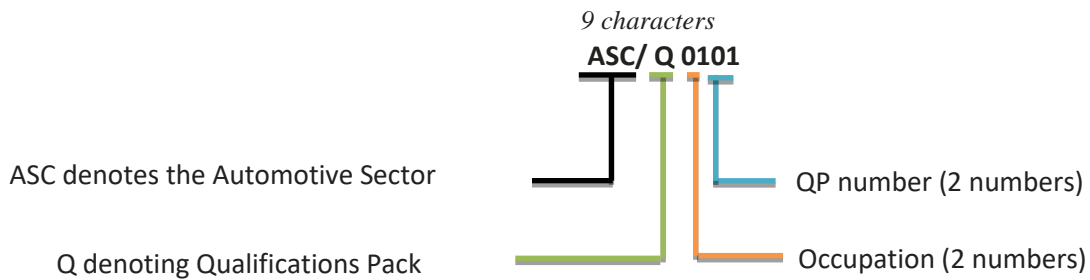 9 characters
ASC/ Q 0101
ASC denotes the Automotive Sector
QP number (2 numbers)
Q denoting Qualifications Pack
Occupation (2 numbers)